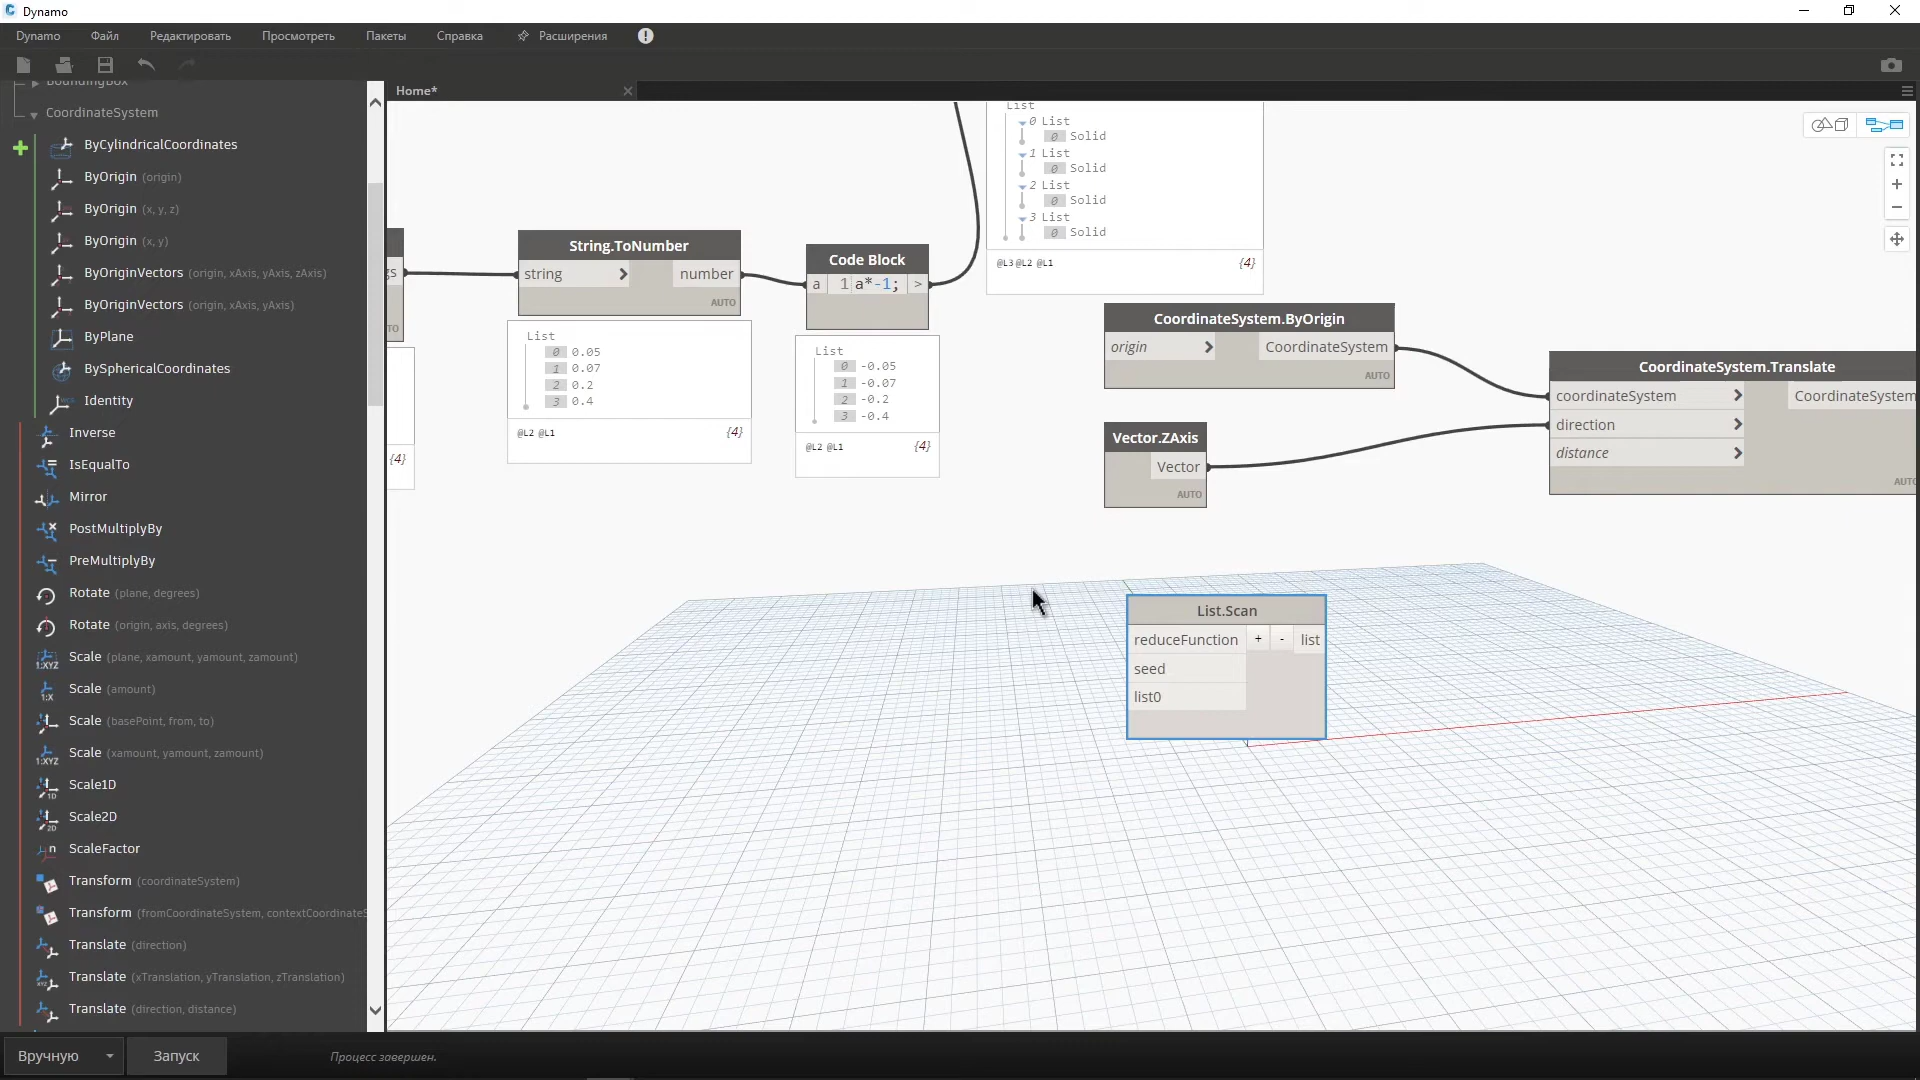 Dynamo
Dynamo Файл Редактировать Просмотреть Пакеты Справка Расширения
Home*
BoundingBox
CoordinateSystem
ByCylindricalCoordinates
ByOrigin (origin)
ByOrigin (x, y, z)
ByOrigin (x, y)
ByOriginVectors (origin, xAxis, yAxis, zAxis)
ByOriginVectors (origin, xAxis, yAxis)
ByPlane
BySphericalCoordinates
Identity
Inverse
IsEqualTo
Mirror
PostMultiplyBy
PreMultiplyBy
Rotate (plane, degrees)
Rotate (origin, axis, degrees)
Scale (plane, xamount, yamount, zamount)
Scale (amount)
Scale (basePoint, from, to)
Scale (xamount, yamount, zamount)
Scale1D
Scale2D
ScaleFactor
Transform (coordinateSystem)
Transform (fromCoordinateSystem, contextCoordinateS
Translate (direction)
Translate (xTranslation, yTranslation, zTranslation)
Translate (direction, distance)
gs
TO
{4}
String.ToNumber
string > number
AUTO
List
0 0.05
1 0.07
2 0.2
3 0.4
@L2 @L1 {4}
Code Block
a 1 a*-1; >
List
0 -0.05
1 -0.07
2 -0.2
3 -0.4
@L2 @L1 {4}
List
0 List
0 Solid
1 List
0 Solid
2 List
0 Solid
3 List
0 Solid
@L3 @L2 @L1 {4}
CoordinateSystem.ByOrigin
origin > CoordinateSystem
AUTO
Vector.ZAxis
Vector
AUTO
CoordinateSystem.Translate
coordinateSystem > CoordinateSystem
direction >
distance >
AUTO
List.Scan
reduceFunction + - list
seed
list0
Вручную Запуск Процесс завершен.